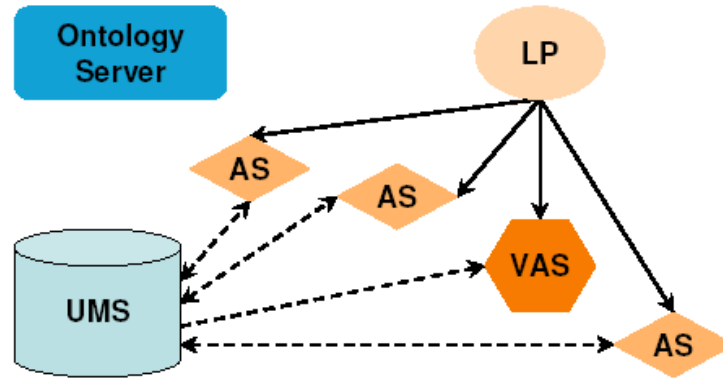 Ontology
Server
LP
AS
AS
VAS
UMS
AS